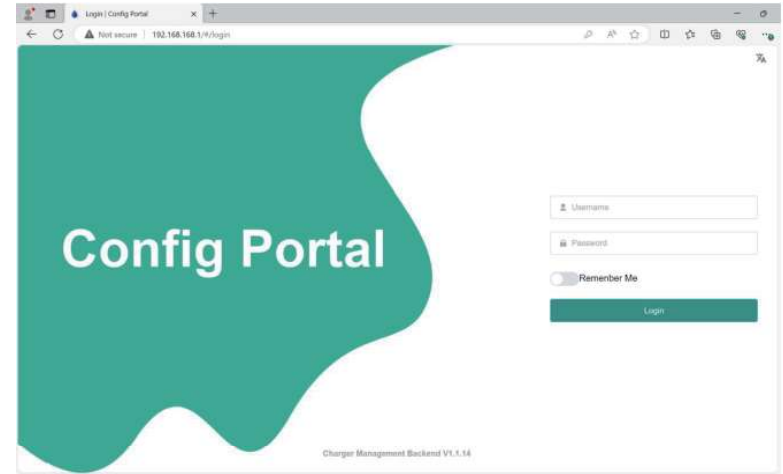 Login | Config Portal
Not secure | 192.168.168.1/#/login
Config Portal
Username
Password
Remember Me
Login
Charger Management Backend V1.1.14